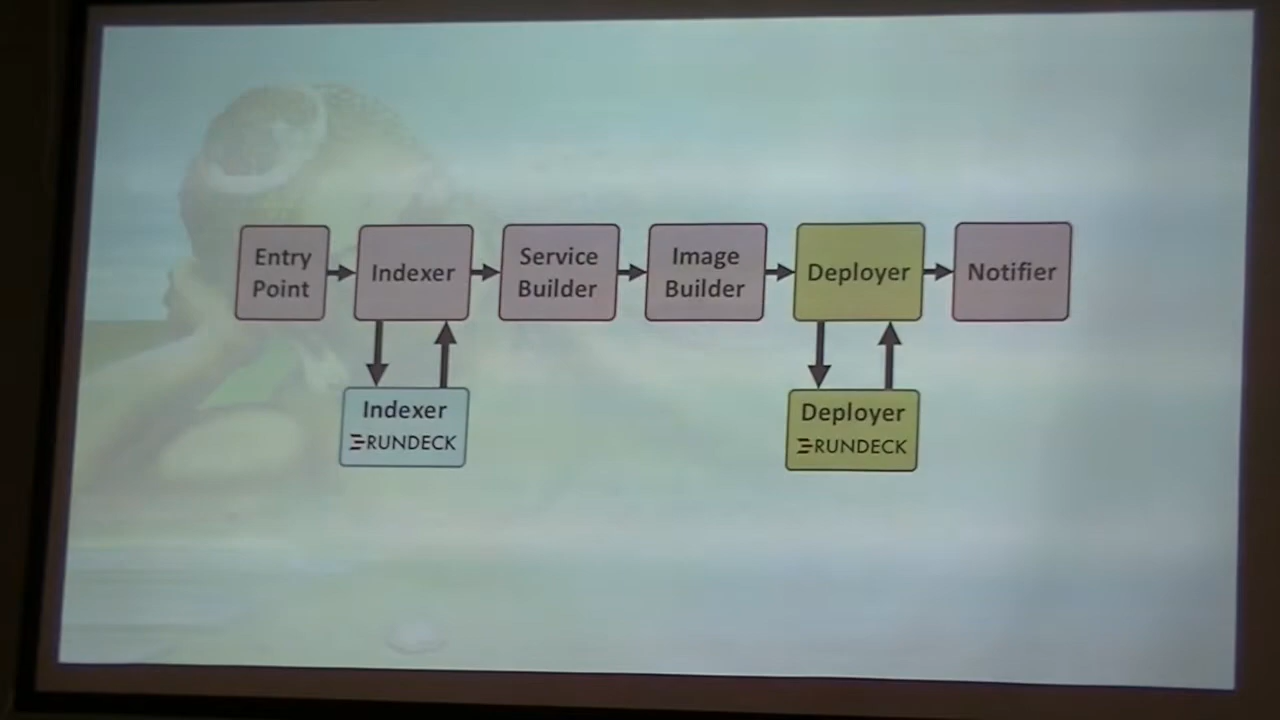 Entry
Point
Indexer
Service
Builder
Image
Builder
Deployer
Notifier
Indexer
RUNDECK
Deployer
RUNDECK